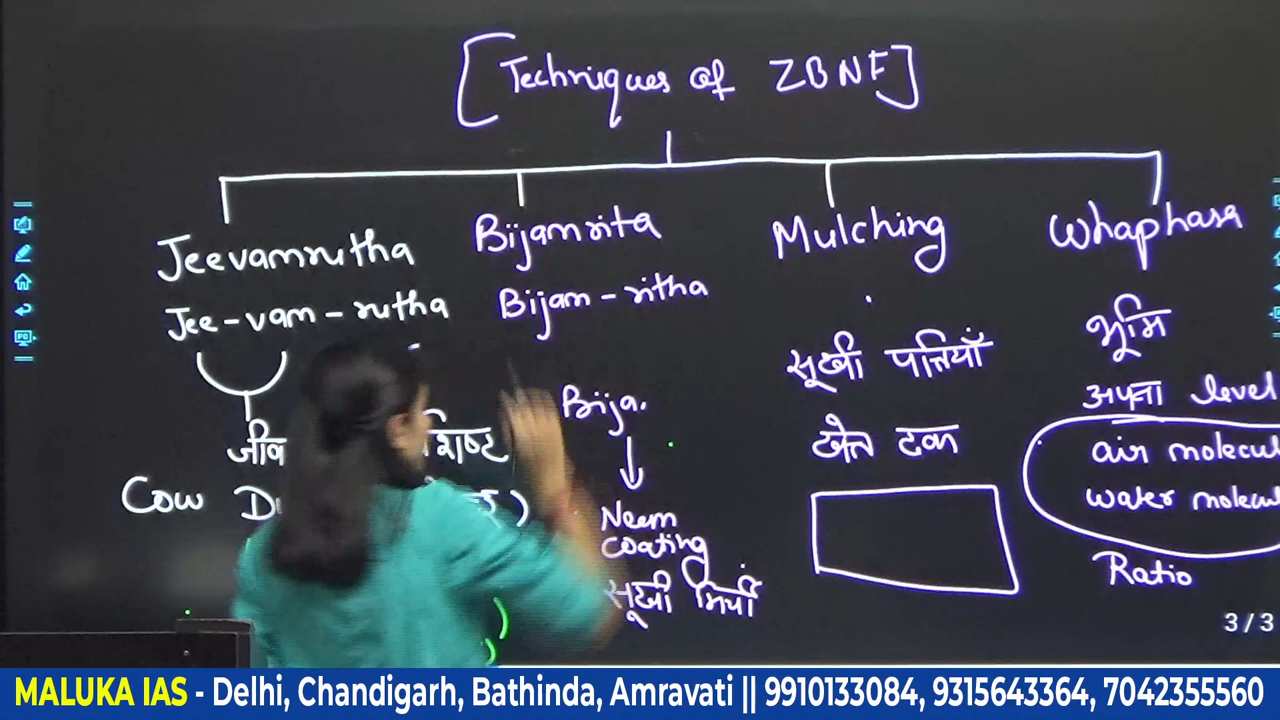 [Techniques of ZBNF]
Jeevamrutha
Jee-vam-rutha
जीव
शिष्ट
Cow
Bijamrita
Bijam-ritha
Bija.
Neem
coating
सूखी मिर्ची
Mulching
सूखी पत्तियाँ
खेत ढक
Whaphasa
भूमि
अपना level
air molecul
water molecul
Ratio
3/3
MALUKA IAS - Delhi, Chandigarh, Bathinda, Amravati || 9910133084, 9315643364, 7042355560